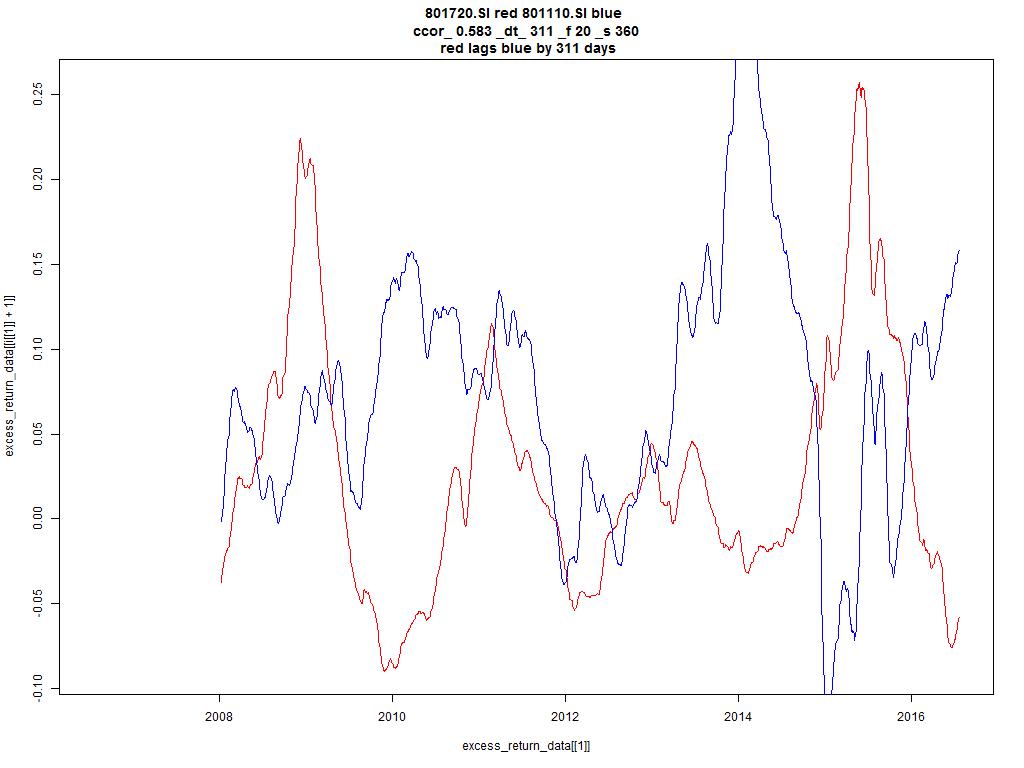 801720.SI red 801110.SI blue
ccor_ 0.583 _dt_ 311 _f 20 _s 360
red lags blue by 311 days
excess_return_data[[i[1]] + 1]]
0.25
0.20
0.15
0.10
0.05
0.00
-0.05
-0.10
2008 2010 2012 2014 2016
excess_return_data[[1]]